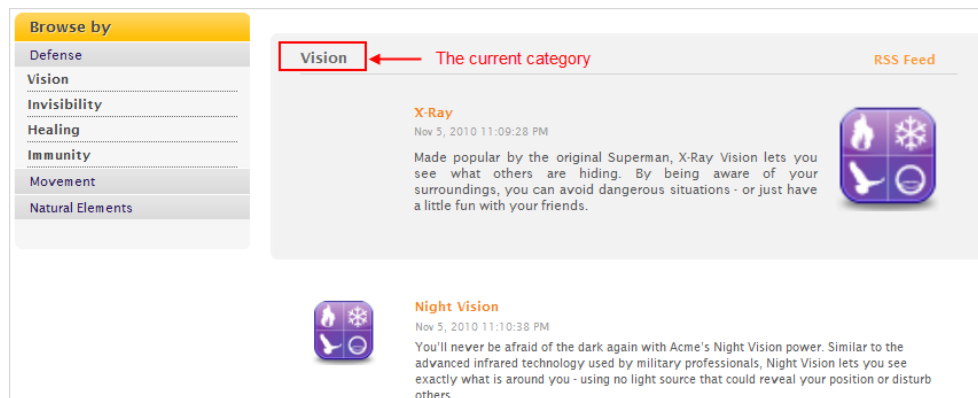 Browse by
Defense
Vision
Invisibility
Healing
Immunity
Movement
Natural Elements
Vision
The current category
RSS Feed
X-Ray
Nov 5, 2010 11:09:28 PM
Made popular by the original Superman, X-Ray Vision lets you
see what others are hiding. By being aware of your
surroundings, you can avoid dangerous situations - or just have
a little fun with your friends.
Night Vision
Nov 5, 2010 11:10:38 PM
You'll never be afraid of the dark again with Acme's Night Vision power. Similar to the
advanced infrared technology used by military professionals, Night Vision lets you see
exactly what is around you - using no light source that could reveal your position or disturb
others